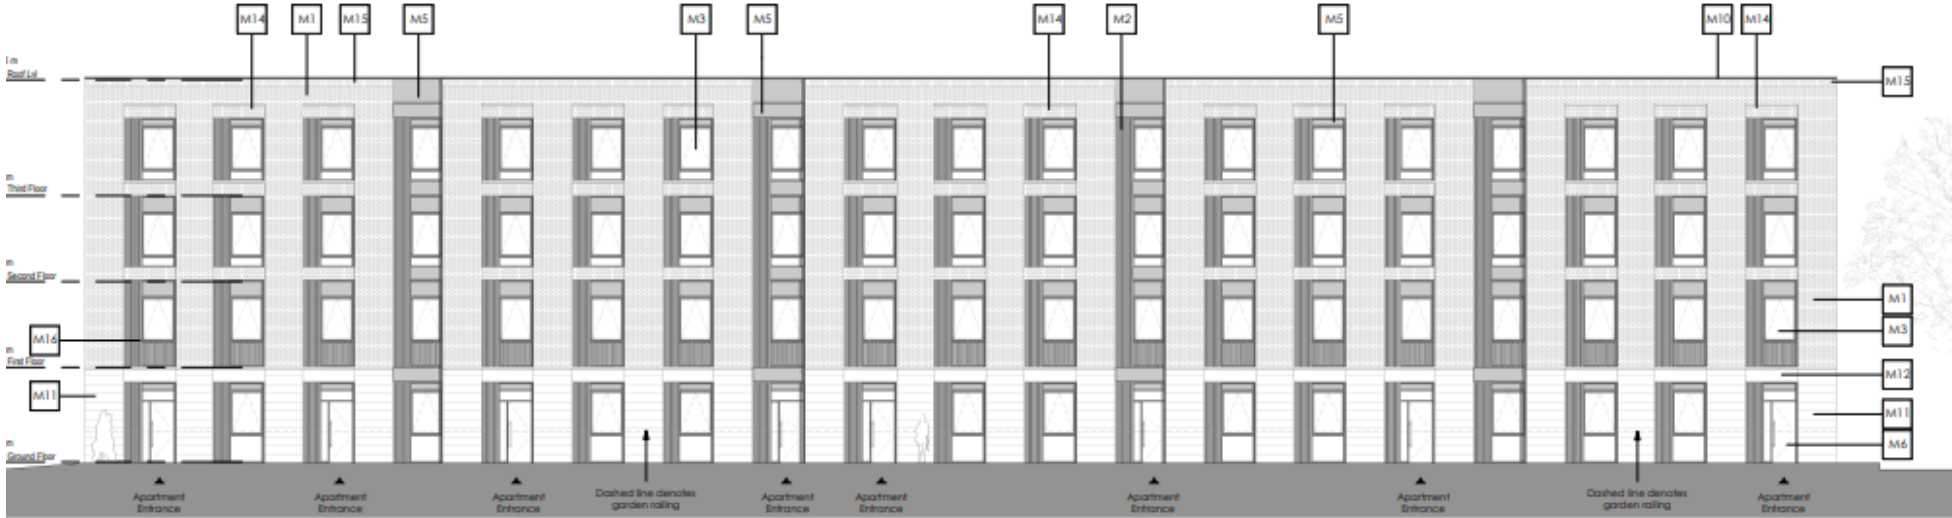 M14
M1
M15
M5
M3
M5
M14
M2
M5
M10
M14
m
Roof Lvl
M15
m
Third Floor
m
Second Floor
M1
M3
M16
m
First Floor
M12
M11
M11
M6
m
Ground Floor
Apartment
Entrance
Apartment
Entrance
Apartment
Entrance
Dashed line denotes
garden railing
Apartment
Entrance
Apartment
Entrance
Apartment
Entrance
Apartment
Entrance
Dashed line denotes
garden railing
Apartment
Entrance